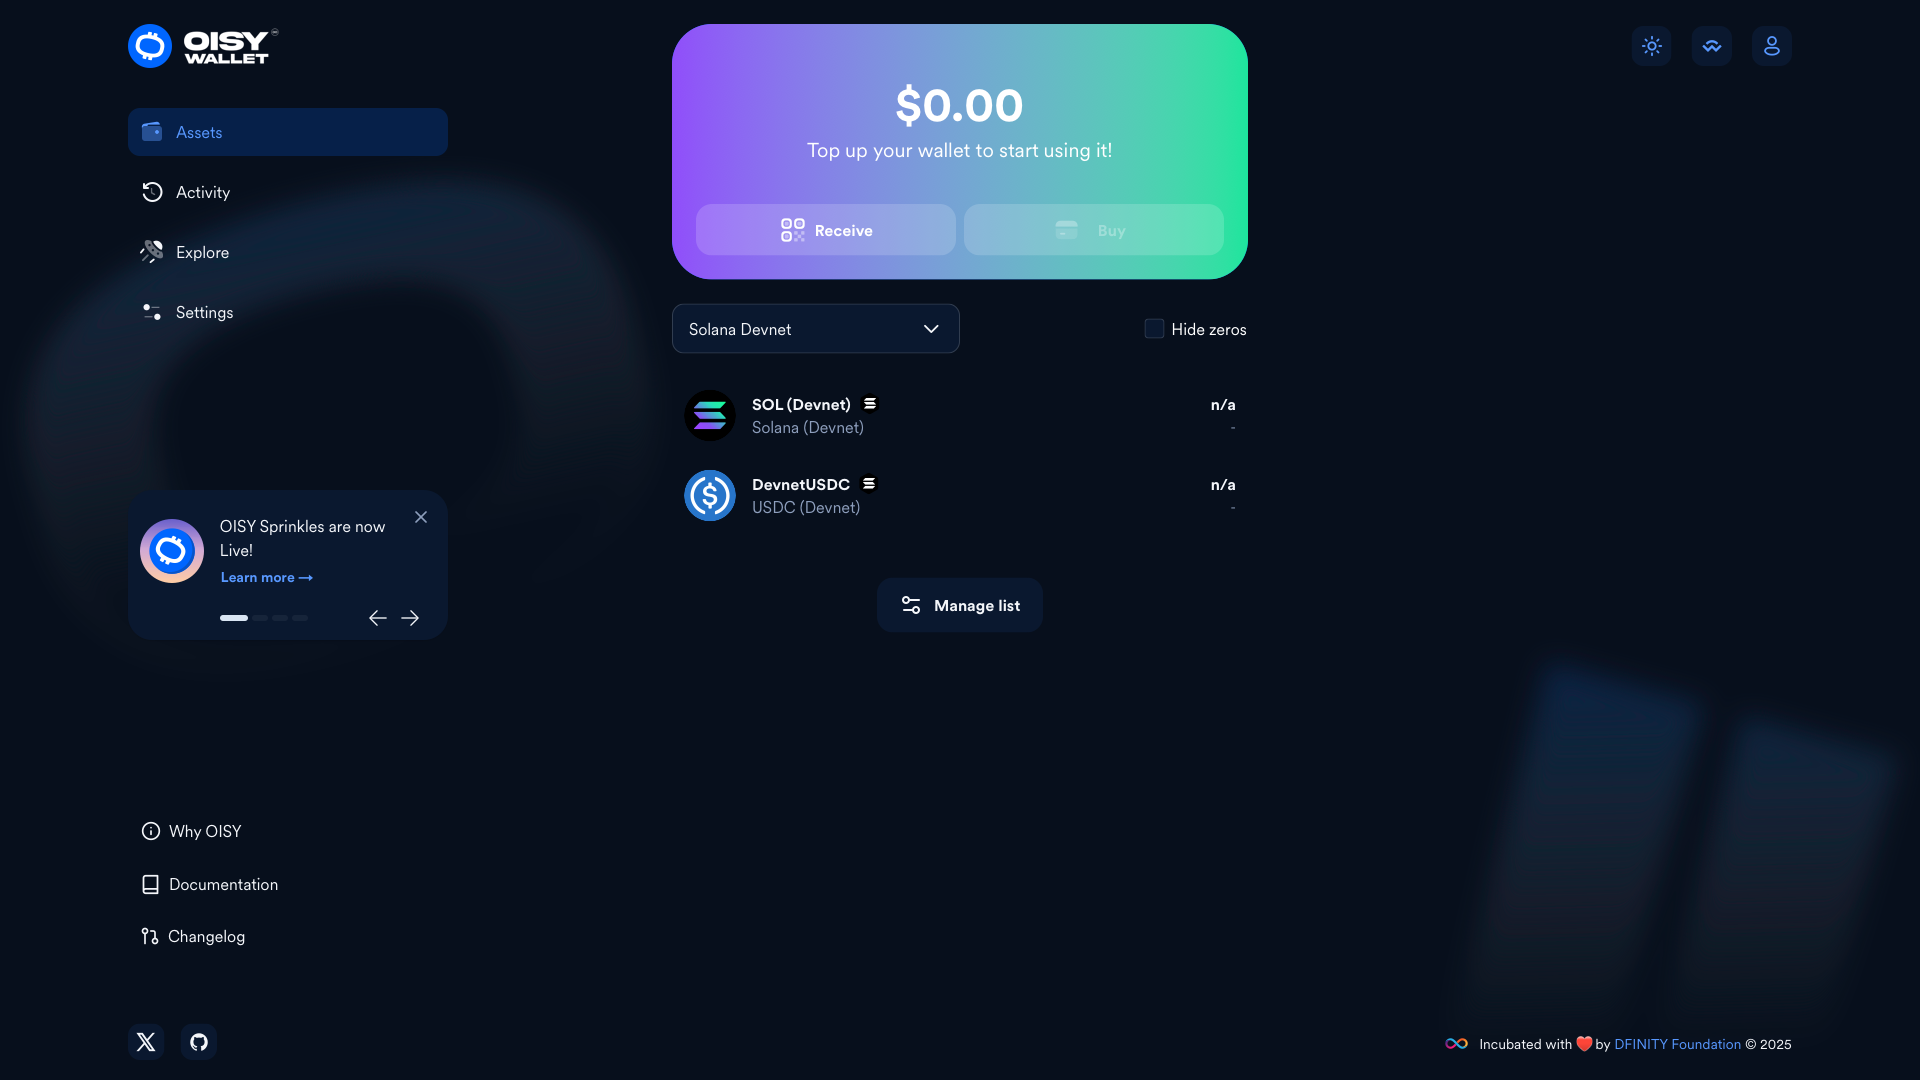 OISY
WALLET
Assets
Activity
Explore
Settings
OISY Sprinkles are now
Live!
Learn more →
Why OISY
Documentation
Changelog
$0.00
Top up your wallet to start using it!
Receive
Buy
Solana Devnet
Hide zeros
SOL (Devnet)
Solana (Devnet)
n/a
-
DevnetUSDC
USDC (Devnet)
n/a
-
Manage list
Incubated with ❤️ by DFINITY Foundation © 2025